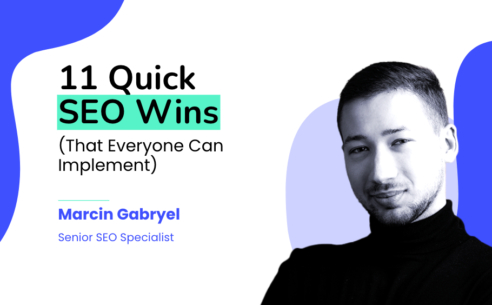 11 Quick
SEO Wins
(That Everyone Can
Implement)
Marcin Gabryel
Senior SEO Specialist